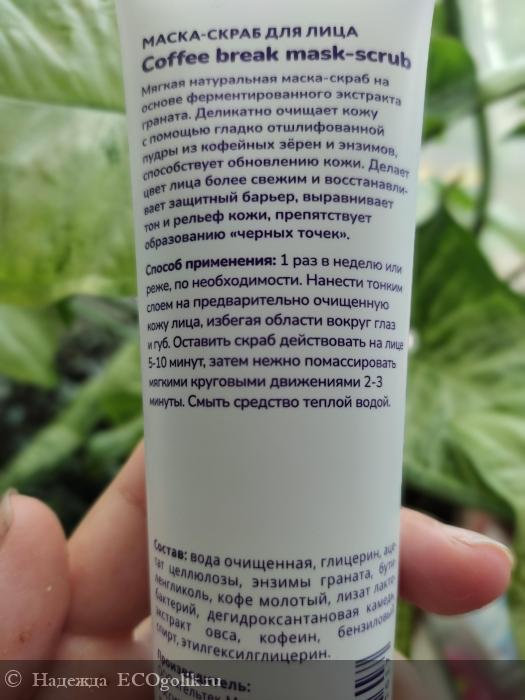 МАСКА-СКРАБ ДЛЯ ЛИЦА
Coffee break mask-scrub
Мягкая натуральная маска-скраб на
основе ферментированного экстракта
граната. Деликатно очищает кожу
с помощью гладко отшлифованной
пудры из кофейных зёрен и энзимов,
способствует обновлению кожи. Делает
цвет лица более свежим и восстанавли-
вает защитный барьер, выравнивает
тон и рельеф кожи, препятствует
образованию «черных точек».
Способ применения: 1 раз в неделю или
реже, по необходимости. Нанести тонким
слоем на предварительно очищенную
кожу лица, избегая области вокруг глаз
и губ. Оставить скраб действовать на лице
5-10 минут, затем нежно помассировать
мягкими круговыми движениями 2-3
минуты. Смыть средство теплой водой.
Состав: вода очищенная, глицерин, аце-
тат целлюлозы, энзимы граната, бути-
ленгликоль, кофе молотый, лизат лакто-
бактерий, дегидроксантановая камедь,
экстракт овса, кофеин, бензиловый
спирт, этилгексилглицерин.
Производитель:
© Надежда ECOgolik.ru